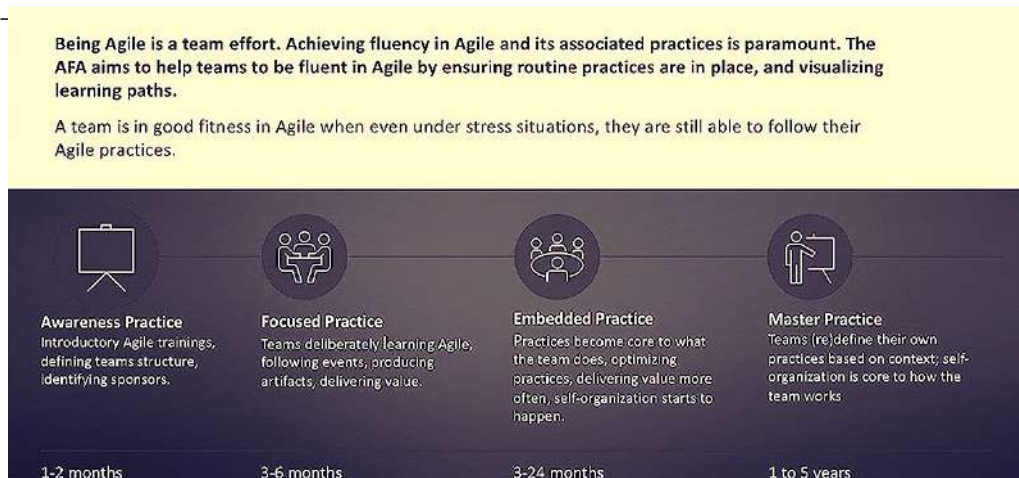 Being Agile is a team effort. Achieving fluency in Agile and its associated practices is paramount. The
AFA aims to help teams to be fluent in Agile by ensuring routine practices are in place, and visualizing
learning paths.
A team is in good fitness in Agile when even under stress situations, they are still able to follow their
Agile practices.
Awareness Practice
Introductory Agile trainings,
defining teams structure,
identifying sponsors.
1-2 months
Focused Practice
Teams deliberately learning Agile,
following events, producing
artifacts, delivering value.
3-6 months
Embedded Practice
Practices become core to what
the team does, optimizing
practices, delivering value more
often, self-organization starts to
happen.
3-24 months
Master Practice
Teams (re)define their own
practices based on context; self-
organization is core to how the
team works
1 to 5 years